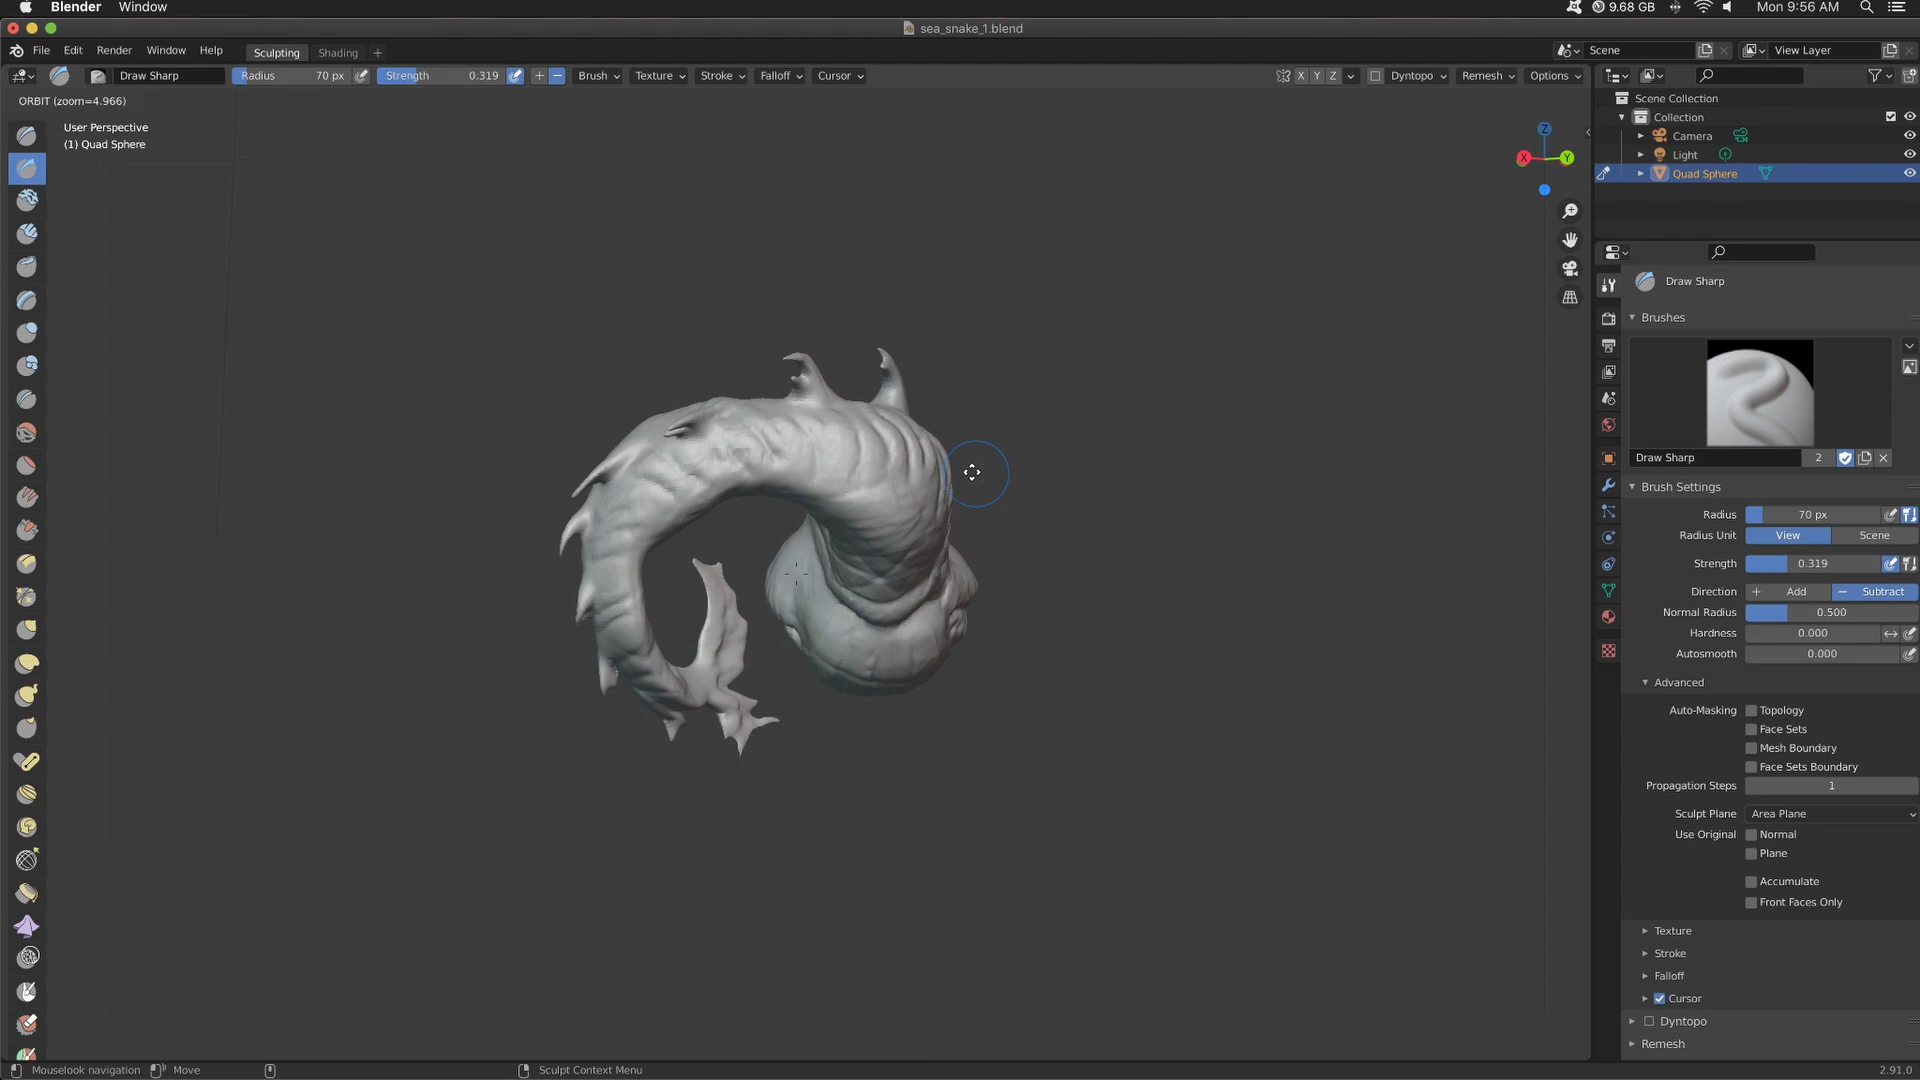 Blender Window 9.68 GB Mon 9:56 AM
sea_snake_1.blend
File Edit Render Window Help Sculpting Shading + Scene View Layer
Draw Sharp Radius 70 px Strength 0.319 Brush Texture Stroke Falloff Cursor X Y Z Dyntopo Remesh Options
ORBIT (zoom=4.966)
User Perspective
(1) Quad Sphere
Z
X Y
Scene Collection
Collection
Camera
Light
Quad Sphere
Draw Sharp
Brushes
Draw Sharp 2
Brush Settings
Radius 70 px
Radius Unit View Scene
Strength 0.319
Direction + Add − Subtract
Normal Radius 0.500
Hardness 0.000
Autosmooth 0.000
Advanced
Auto-Masking Topology
Face Sets
Mesh Boundary
Face Sets Boundary
Propagation Steps 1
Sculpt Plane Area Plane
Use Original Normal
Plane
Accumulate
Front Faces Only
Texture
Stroke
Falloff
Cursor
Dyntopo
Remesh
Mouselook navigation Move Sculpt Context Menu 2.91.0